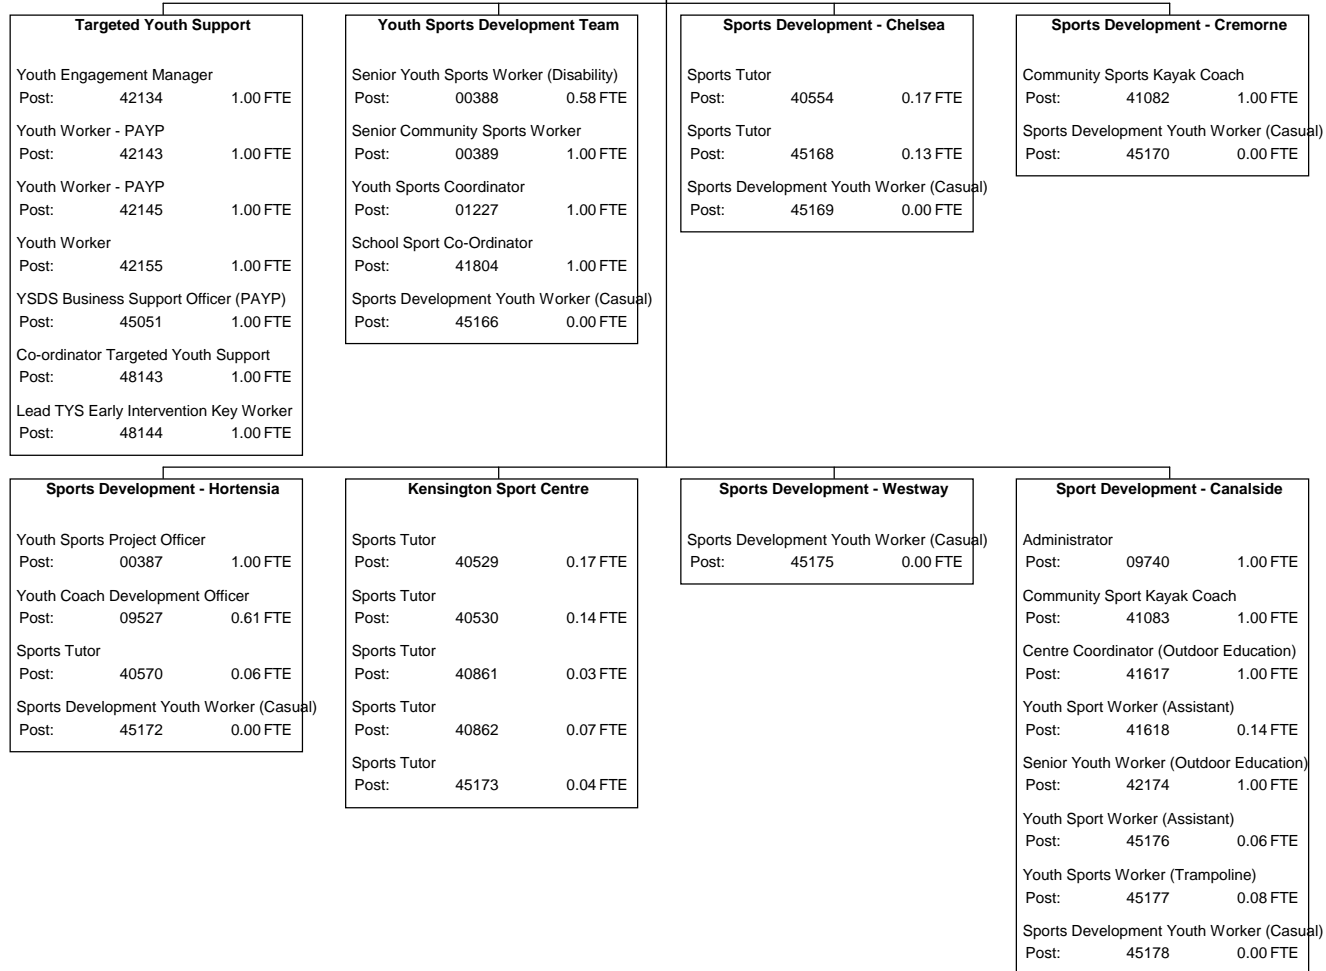 Targeted Youth Support
Youth Engagement Manager
Post: 42134 1.00 FTE
Youth Worker - PAYP
Post: 42143 1.00 FTE
Youth Worker - PAYP
Post: 42145 1.00 FTE
Youth Worker
Post: 42155 1.00 FTE
YSDS Business Support Officer (PAYP)
Post: 45051 1.00 FTE
Co-ordinator Targeted Youth Support
Post: 48143 1.00 FTE
Lead TYS Early Intervention Key Worker
Post: 48144 1.00 FTE
Youth Sports Development Team
Senior Youth Sports Worker (Disability)
Post: 00388 0.58 FTE
Senior Community Sports Worker
Post: 00389 1.00 FTE
Youth Sports Coordinator
Post: 01227 1.00 FTE
School Sport Co-Ordinator
Post: 41804 1.00 FTE
Sports Development Youth Worker (Casual)
Post: 45166 0.00 FTE
Sports Development - Chelsea
Sports Tutor
Post: 40554 0.17 FTE
Sports Tutor
Post: 45168 0.13 FTE
Sports Development Youth Worker (Casual)
Post: 45169 0.00 FTE
Sports Development - Cremorne
Community Sports Kayak Coach
Post: 41082 1.00 FTE
Sports Development Youth Worker (Casual)
Post: 45170 0.00 FTE
Sports Development - Hortensia
Youth Sports Project Officer
Post: 00387 1.00 FTE
Youth Coach Development Officer
Post: 09527 0.61 FTE
Sports Tutor
Post: 40570 0.06 FTE
Sports Development Youth Worker (Casual)
Post: 45172 0.00 FTE
Kensington Sport Centre
Sports Tutor
Post: 40529 0.17 FTE
Sports Tutor
Post: 40530 0.14 FTE
Sports Tutor
Post: 40861 0.03 FTE
Sports Tutor
Post: 40862 0.07 FTE
Sports Tutor
Post: 45173 0.04 FTE
Sports Development - Westway
Sports Development Youth Worker (Casual)
Post: 45175 0.00 FTE
Sport Development - Canalside
Administrator
Post: 09740 1.00 FTE
Community Sport Kayak Coach
Post: 41083 1.00 FTE
Centre Coordinator (Outdoor Education)
Post: 41617 1.00 FTE
Youth Sport Worker (Assistant)
Post: 41618 0.14 FTE
Senior Youth Worker (Outdoor Education)
Post: 42174 1.00 FTE
Youth Sport Worker (Assistant)
Post: 45176 0.06 FTE
Youth Sports Worker (Trampoline)
Post: 45177 0.08 FTE
Sports Development Youth Worker (Casual)
Post: 45178 0.00 FTE